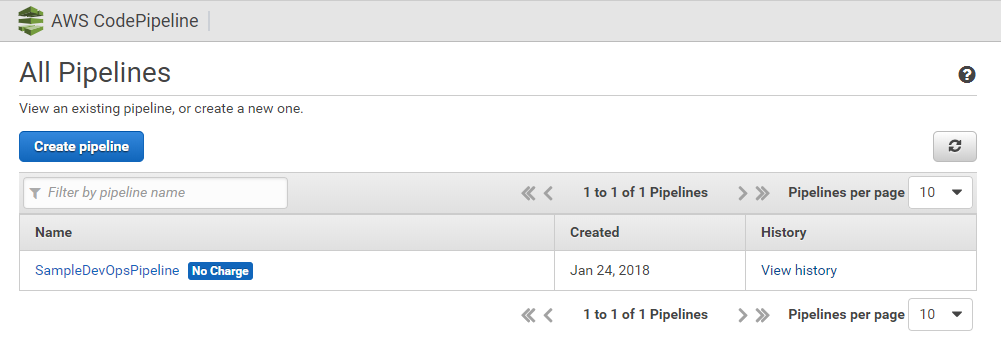 AWS CodePipeline
All Pipelines
?
View an existing pipeline, or create a new one.
Create pipeline
Filter by pipeline name 1 to 1 of 1 Pipelines Pipelines per page 10
Name Created History
SampleDevOpsPipeline No Charge Jan 24, 2018 View history
1 to 1 of 1 Pipelines Pipelines per page 10